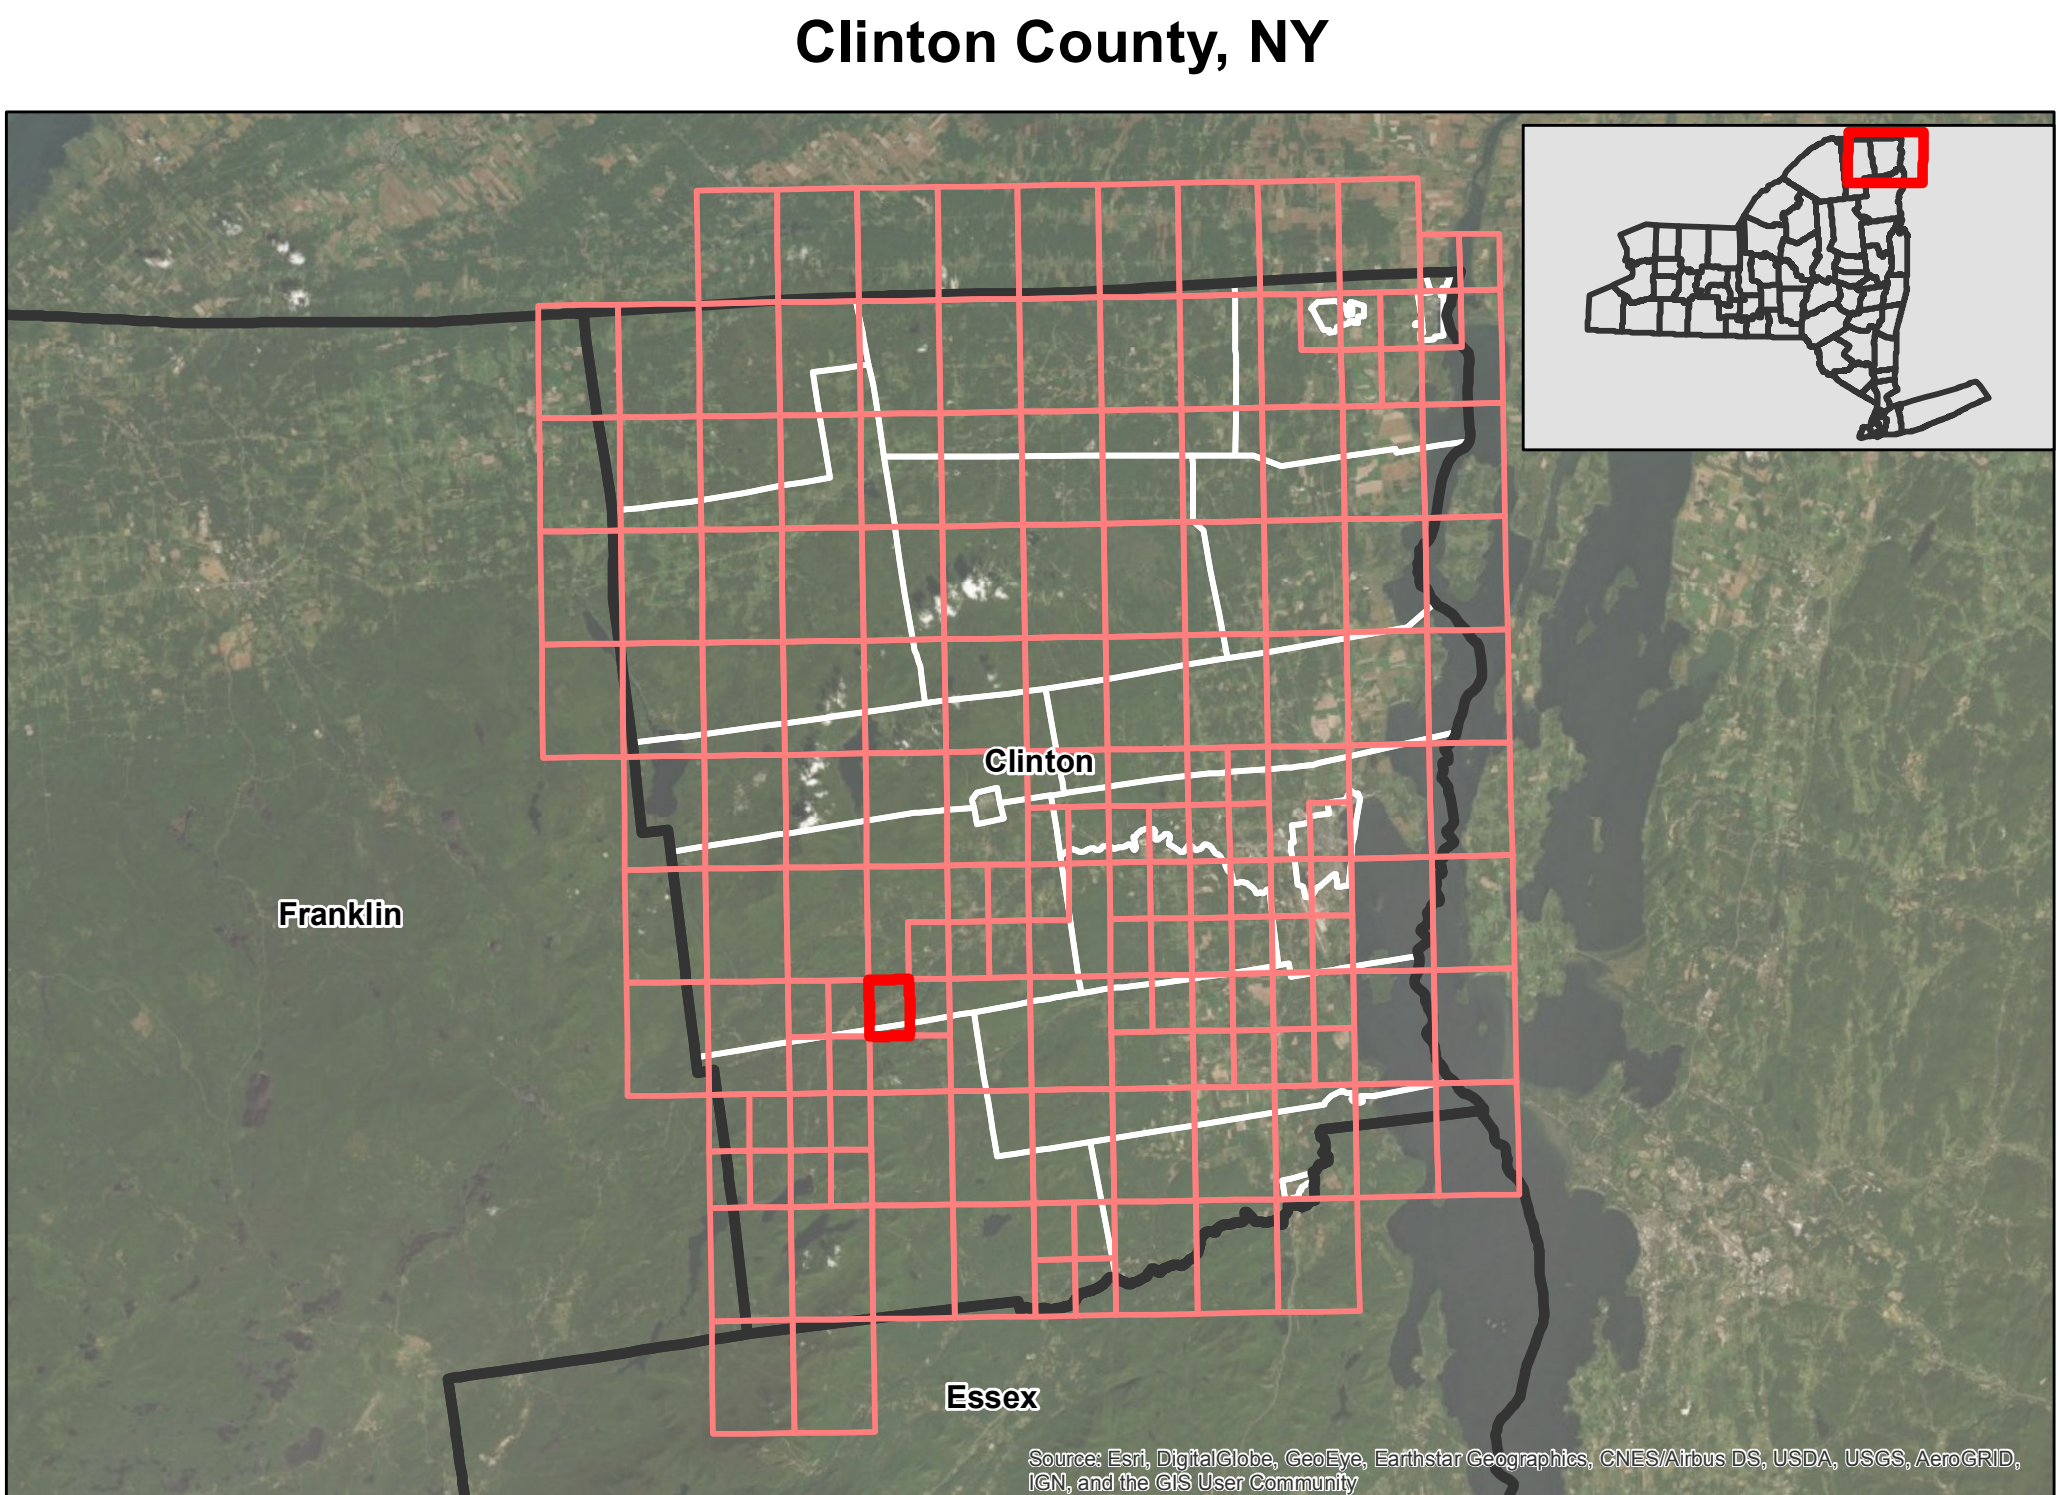 Clinton County, NY
Clinton
Franklin
Essex
Source: Esri, DigitalGlobe, GeoEye, Earthstar Geographics, CNES/Airbus DS, USDA, USGS, AeroGRID,
IGN, and the GIS User Community